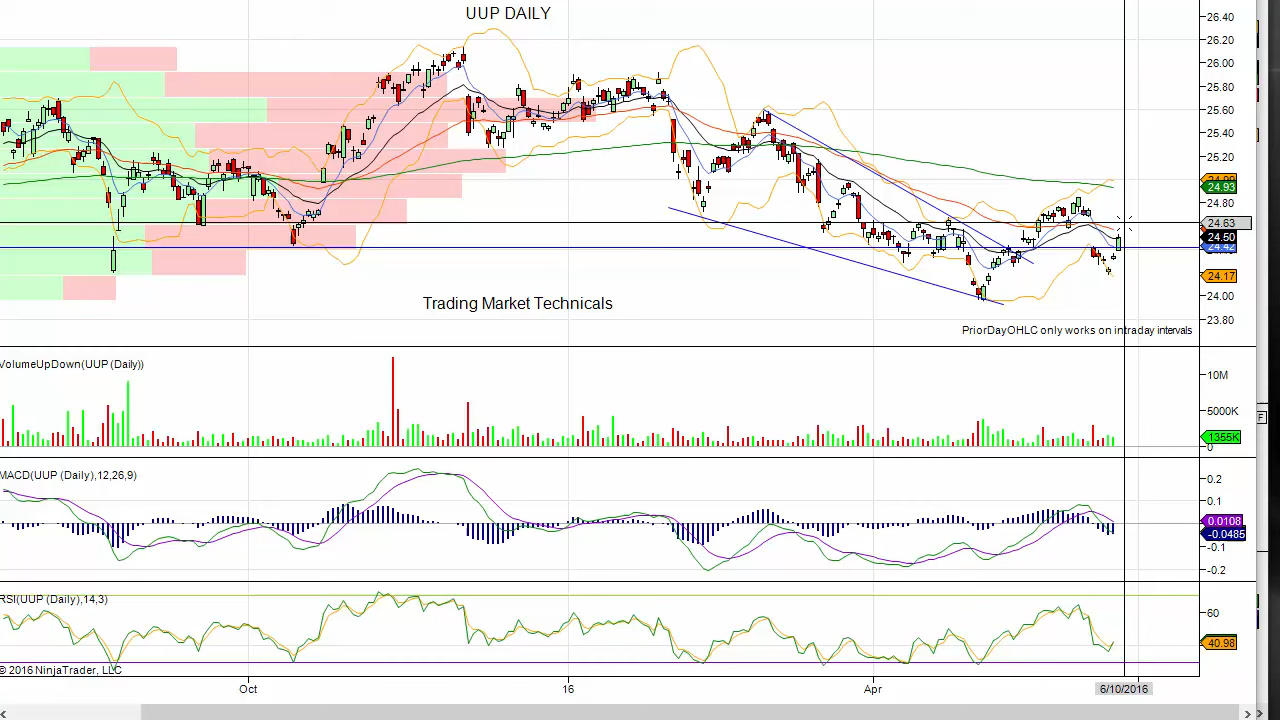 UUP DAILY
26.40
26.20
26.00
25.80
25.60
25.40
25.20
24.93
24.80
24.63
24.50
24.42
24.17
24.00
23.80
Trading Market Technicals
PriorDayOHLC only works on intraday intervals
VolumeUpDown(UUP (Daily))
10M
5000K
1355K
0
F
MACD(UUP (Daily),12,26,9)
0.2
0.1
0.0108
-0.0485
-0.1
-0.2
RSI(UUP (Daily),14,3)
60
40.98
© 2016 NinjaTrader, LLC
Oct
16
Apr
6/10/2016